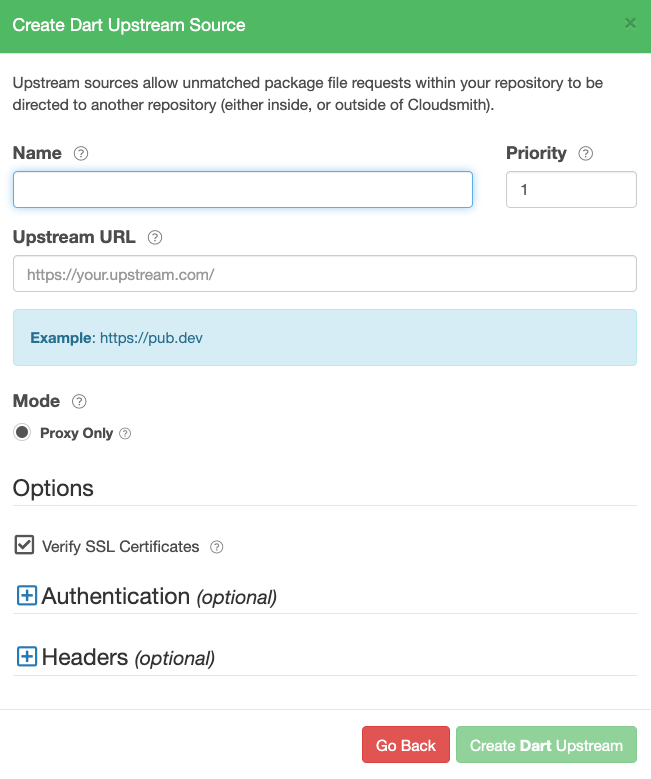 Create Dart Upstream Source ×
Upstream sources allow unmatched package file requests within your repository to be
directed to another repository (either inside, or outside of Cloudsmith).
Name ? Priority ?
1
Upstream URL ?
https://your.upstream.com/
Example: https://pub.dev
Mode ?
Proxy Only ?
Options
Verify SSL Certificates ?
Authentication (optional)
Headers (optional)
Go Back Create Dart Upstream